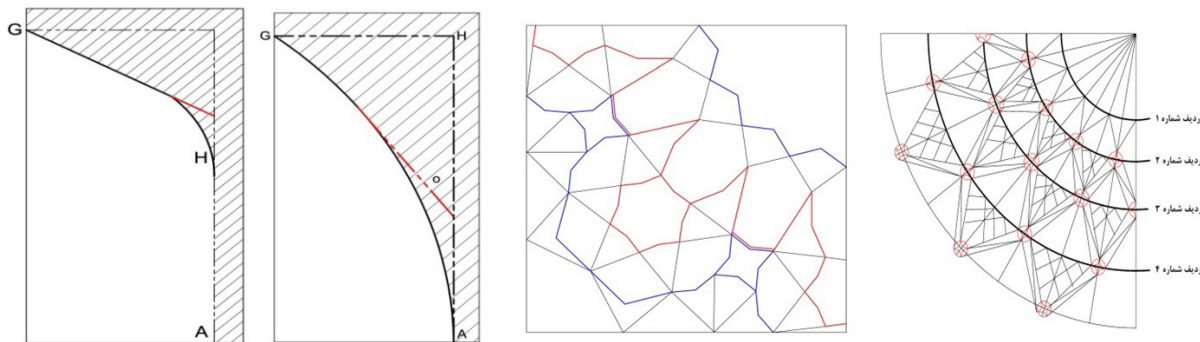 G
H
A
G
H
O
A
ردیف شماره ۱
ردیف شماره ۲
ردیف شماره ۳
ردیف شماره ۴